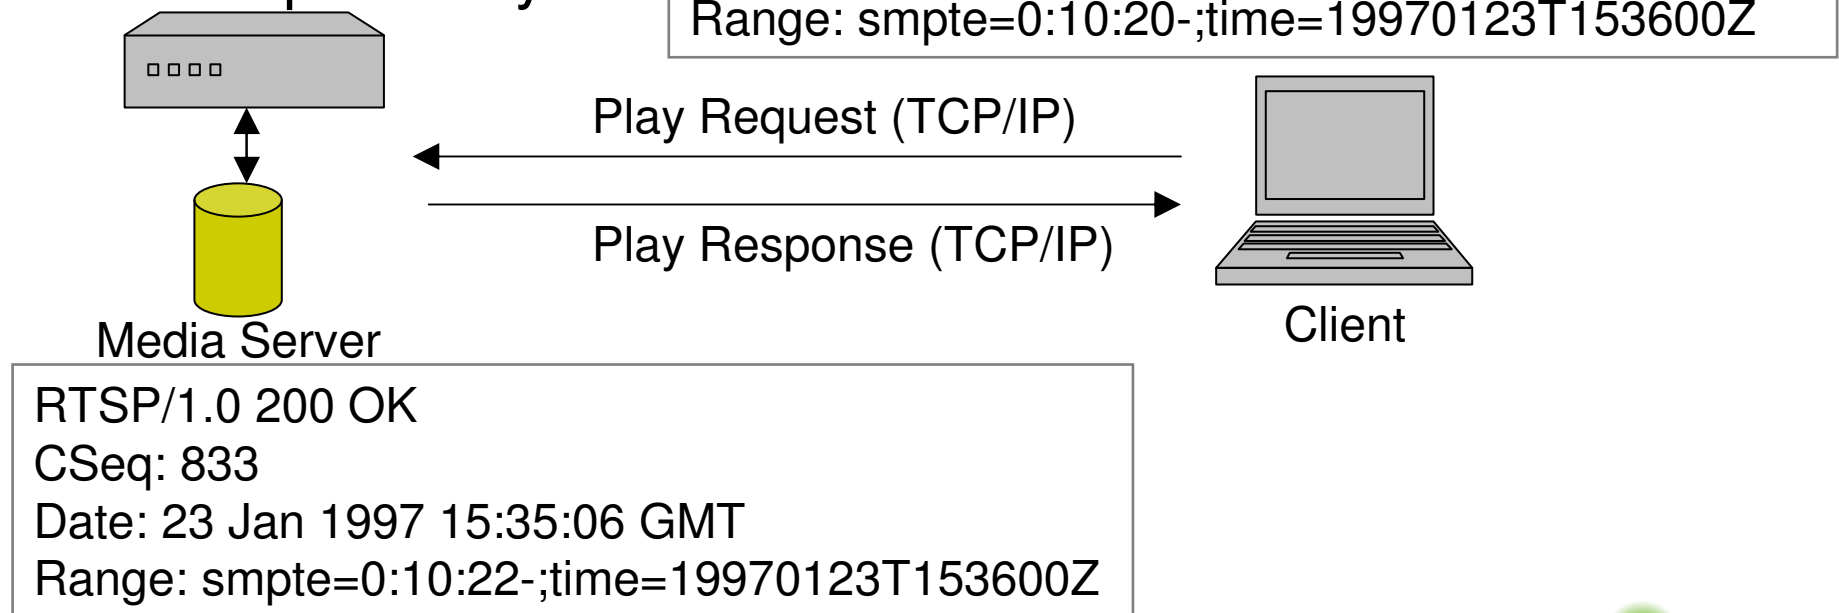 Range: smpte=0:10:20-;time=19970123T153600Z
Play Request (TCP/IP)
Play Response (TCP/IP)
Client
Media Server
RTSP/1.0 200 OK
CSeq: 833
Date: 23 Jan 1997 15:35:06 GMT
Range: smpte=0:10:22-;time=19970123T153600Z